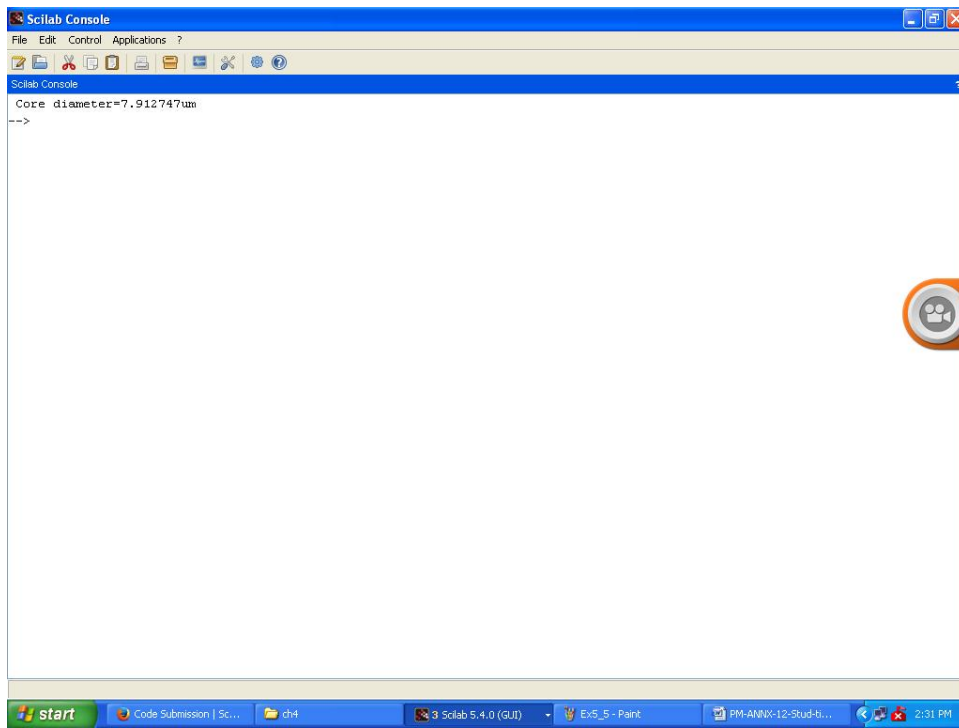 Scilab Console
File Edit Control Applications ?
Scilab Console ?
Core diameter=7.912747um
-->
start Code Submission | Sc... ch4 3 Scilab 5.4.0 (GUI) Ex5_5 - Paint PM-ANNX-12-Stud-ti... 2:31 PM